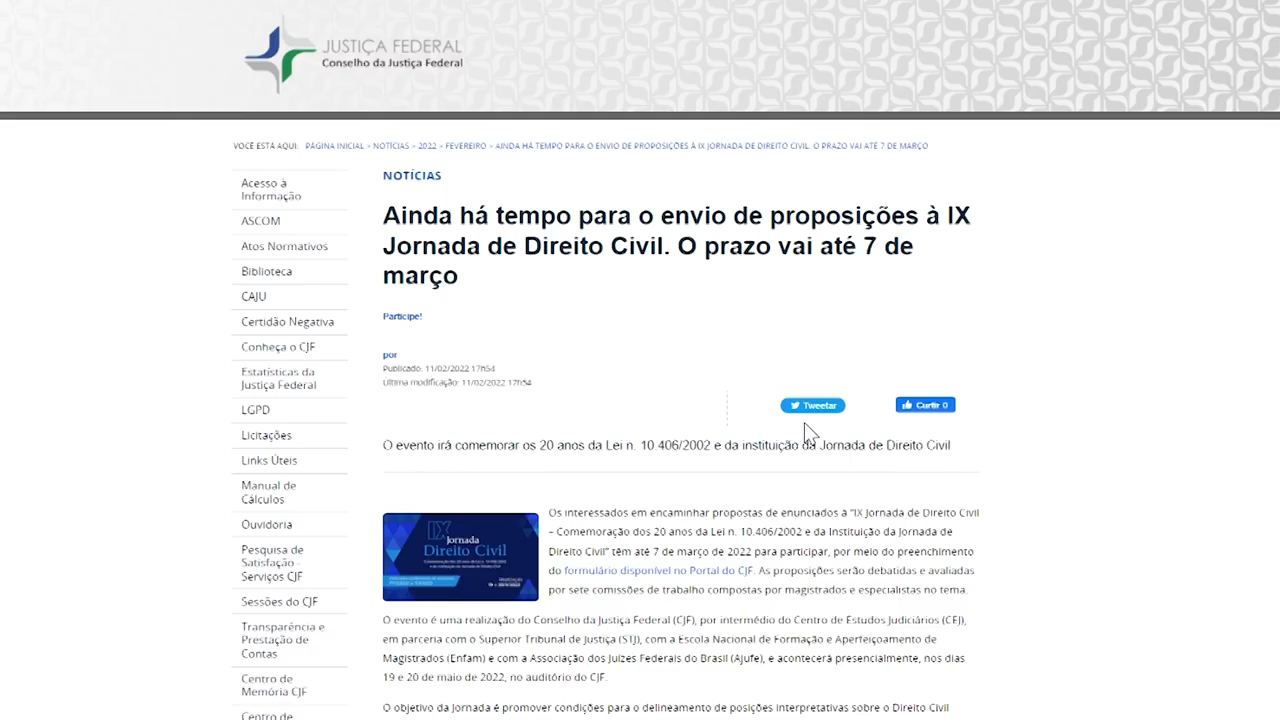 JUSTIÇA FEDERAL
Conselho da Justiça Federal
VOCÊ ESTÁ AQUI: PÁGINA INICIAL > NOTÍCIAS > 2022 > FEVEREIRO > AINDA HÁ TEMPO PARA O ENVIO DE PROPOSIÇÕES À IX JORNADA DE DIREITO CIVIL. O PRAZO VAI ATÉ 7 DE MARÇO
Acesso à
Informação
ASCOM
Atos Normativos
Biblioteca
CAJU
Certidão Negativa
Conheça o CJF
Estatísticas da
Justiça Federal
LGPD
Licitações
Links Úteis
Manual de
Cálculos
Ouvidoria
Pesquisa de
Satisfação -
Serviços CJF
Sessões do CJF
Transparência e
Prestação de
Contas
Centro de
Memória CJF
Centro de
NOTÍCIAS
Ainda há tempo para o envio de proposições à IX
Jornada de Direito Civil. O prazo vai até 7 de
março
Participe!
por
Publicado: 11/02/2022 17h54
Última modificação: 11/02/2022 17h54
Tweetar
Curtir 0
O evento irá comemorar os 20 anos da Lei n. 10.406/2002 e da instituição da Jornada de Direito Civil
IX
Jornada
Direito Civil
Os interessados em encaminhar propostas de enunciados à "IX Jornada de Direito Civil
– Comemoração dos 20 anos da Lei n. 10.406/2002 e da Instituição da Jornada de
Direito Civil" têm até 7 de março de 2022 para participar, por meio do preenchimento
do formulário disponível no Portal do CJF. As proposições serão debatidas e avaliadas
por sete comissões de trabalho compostas por magistrados e especialistas no tema.
O evento é uma realização do Conselho da Justiça Federal (CJF), por intermédio do Centro de Estudos Judiciários (CEJ),
em parceria com o Superior Tribunal de Justiça (STJ), com a Escola Nacional de Formação e Aperfeiçoamento de
Magistrados (Enfam) e com a Associação dos Juízes Federais do Brasil (Ajufe), e acontecerá presencialmente, nos dias
19 e 20 de maio de 2022, no auditório do CJF.
O objetivo da Jornada é promover condições para o delineamento de posições interpretativas sobre o Direito Civil